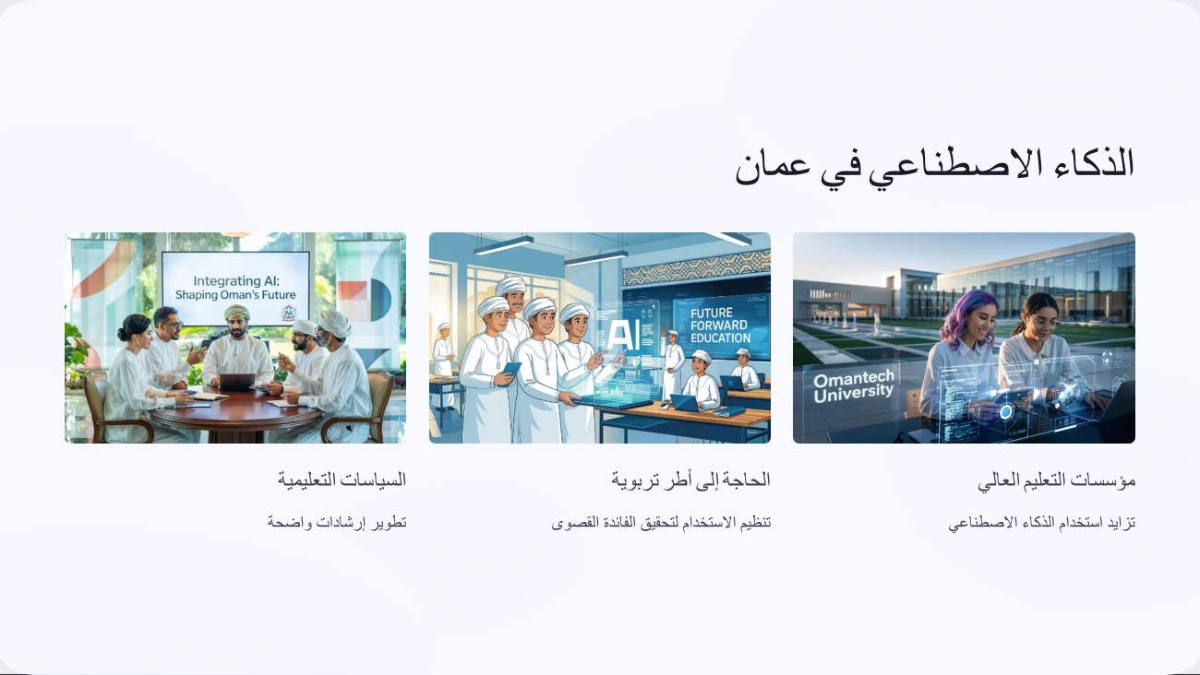 الذكاء الاصطناعي في عمان
Omantech
University
مؤسسات التعليم العالي
تزايد استخدام الذكاء الاصطناعي
AI
FUTURE
FORWARD
EDUCATION
الحاجة إلى أطر تربوية
تنظيم الاستخدام لتحقيق الفائدة القصوى
Integrating AI:
Shaping Oman's Future
السياسات التعليمية
تطوير إرشادات واضحة